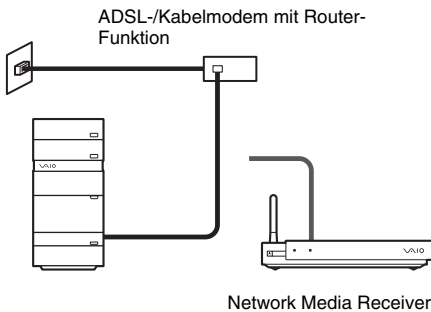 ADSL-/Kabelmodem mit Router-
Funktion
VAIO
VAIO
Network Media Receiver